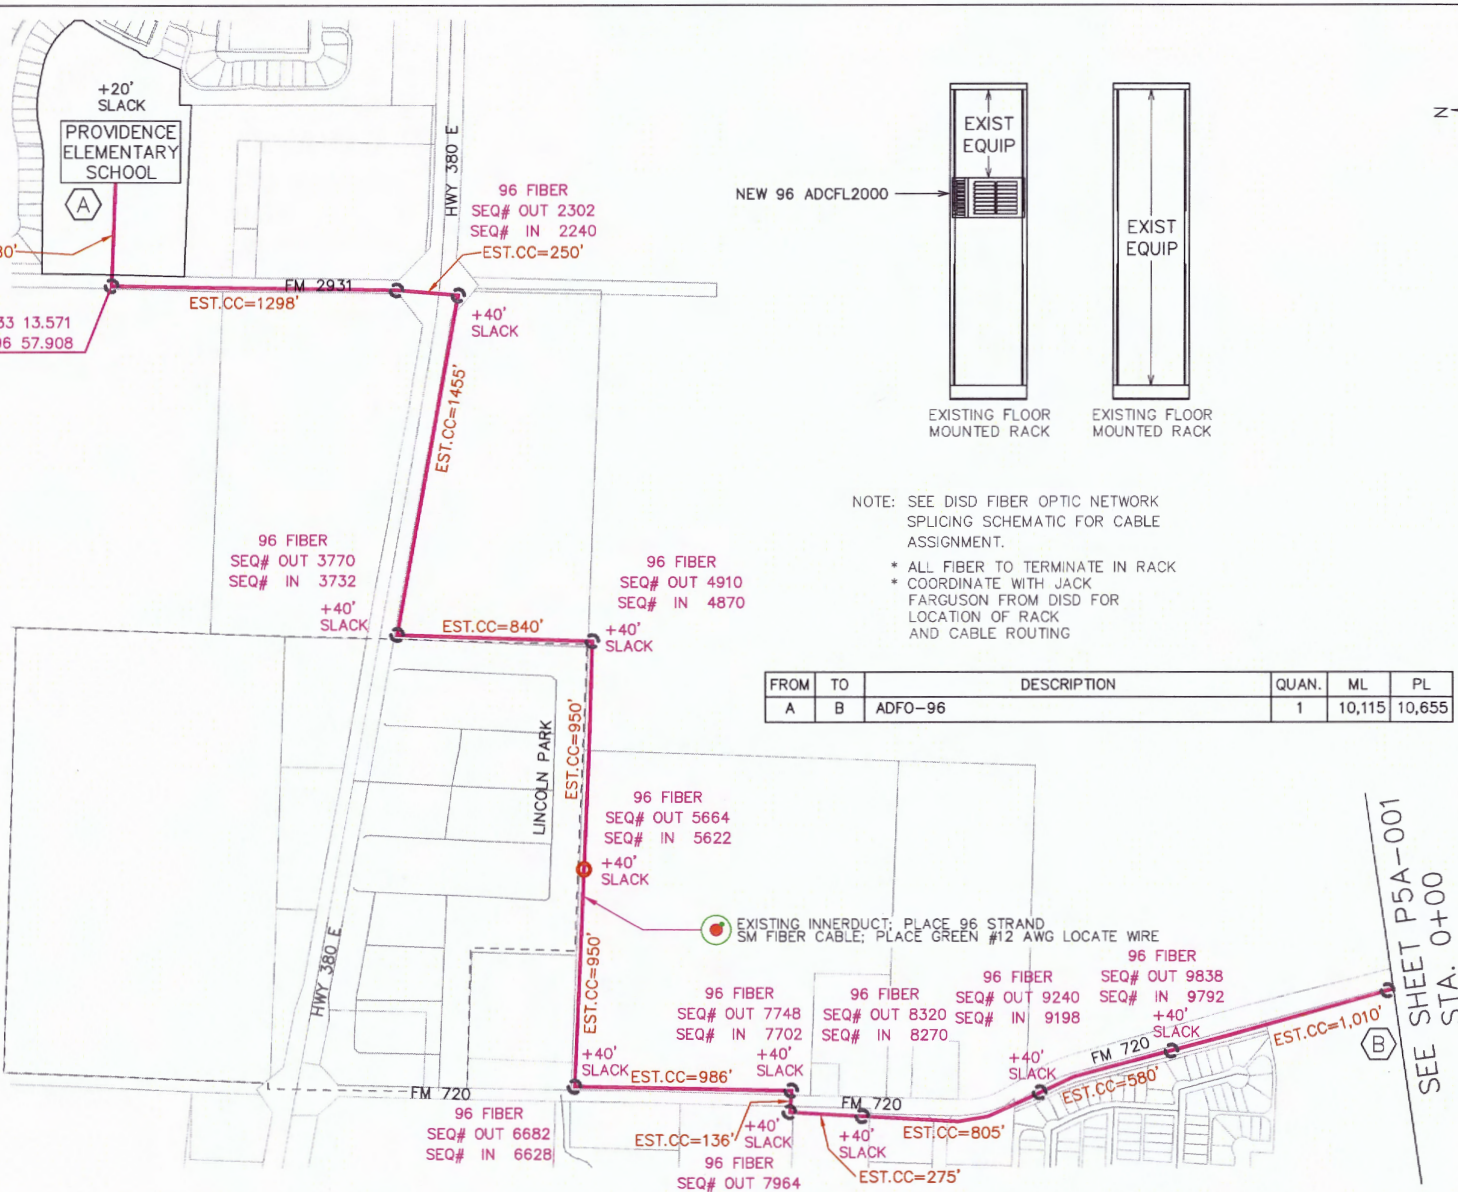 +20'
SLACK
PROVIDENCE
ELEMENTARY
SCHOOL
A
HWY 380 E
96 FIBER
SEQ# OUT 2302
SEQ# IN 2240
EST.CC=250'
30'
FM 2931
EST.CC=1298'
33 13.571
96 57.908
+40'
SLACK
EST.CC=1455'
EXIST
EQUIP
NEW 96 ADCFL2000
EXIST
EQUIP
EXISTING FLOOR
MOUNTED RACK
EXISTING FLOOR
MOUNTED RACK
N
NOTE: SEE DISD FIBER OPTIC NETWORK
SPLICING SCHEMATIC FOR CABLE
ASSIGNMENT.
* ALL FIBER TO TERMINATE IN RACK
* COORDINATE WITH JACK
FARGUSON FROM DISD FOR
LOCATION OF RACK
AND CABLE ROUTING
96 FIBER
SEQ# OUT 3770
SEQ# IN 3732
+40'
SLACK
EST.CC=840'
96 FIBER
SEQ# OUT 4910
SEQ# IN 4870
+40'
SLACK
FROM TO DESCRIPTION QUAN. ML PL
A B ADFO-96 1 10,115 10,655
EST.CC=950'
LINCOLN PARK
96 FIBER
SEQ# OUT 5664
SEQ# IN 5622
+40'
SLACK
EXISTING INNERDUCT; PLACE 96 STRAND
SM FIBER CABLE; PLACE GREEN #12 AWG LOCATE WIRE
HWY 380 E
EST.CC=950'
96 FIBER
SEQ# OUT 7748
SEQ# IN 7702
+40'
SLACK
96 FIBER
SEQ# OUT 8320
SEQ# IN 8270
96 FIBER
SEQ# OUT 9240
SEQ# IN 9198
96 FIBER
SEQ# OUT 9838
SEQ# IN 9792
+40'
SLACK
EST.CC=1,010'
B
SEE SHEET P5A-001
STA. 0+00
+40'
SLACK
EST.CC=986'
FM 720
96 FIBER
SEQ# OUT 6682
SEQ# IN 6628
+40'
SLACK
FM 720
EST.CC=580'
FM 720
EST.CC=136'
+40'
SLACK
+40'
SLACK
EST.CC=805'
EST.CC=275'
96 FIBER
SEQ# OUT 7964